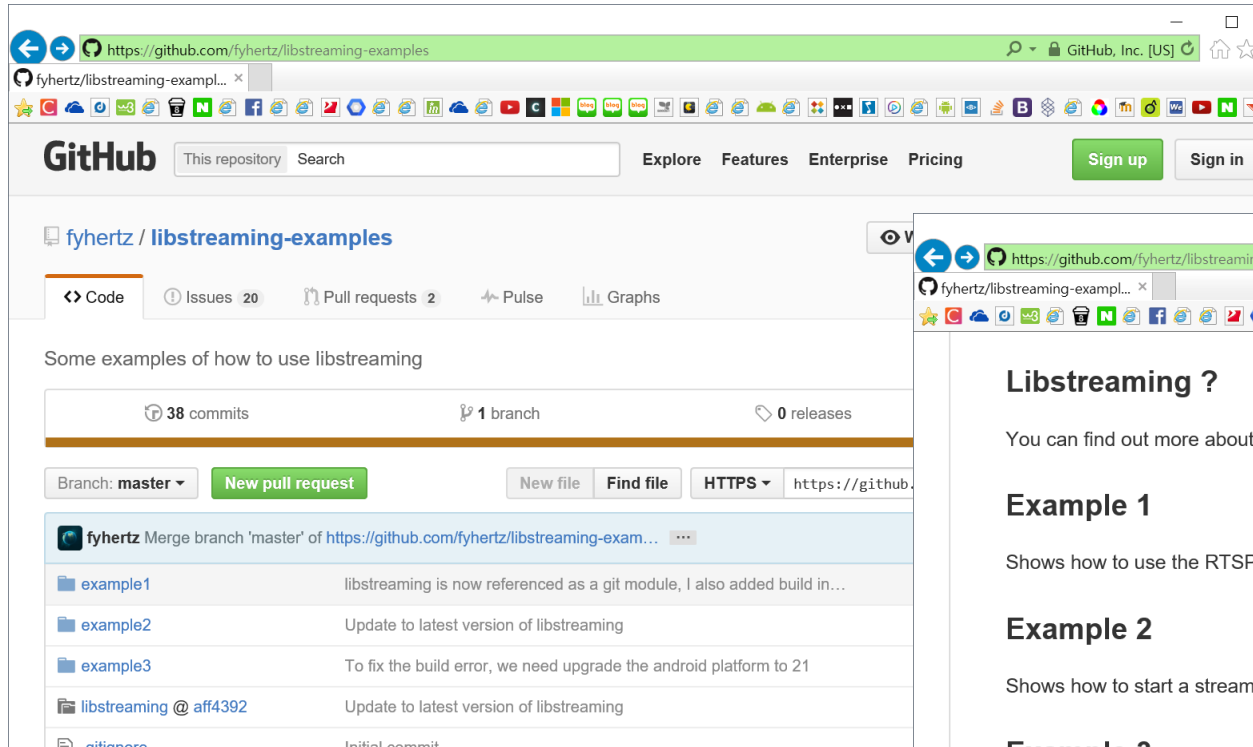 https://github.com/fyhertz/libstreaming-examples
GitHub, Inc. [US]
fyhertz/libstreaming-exampl...
GitHub
This repository
Search
Explore Features Enterprise Pricing
Sign up
Sign in
fyhertz / libstreaming-examples
Code
Issues 20
Pull requests 2
Pulse
Graphs
Some examples of how to use libstreaming
38 commits
1 branch
0 releases
Branch: master
New pull request
New file
Find file
HTTPS
https://github.
fyhertz Merge branch 'master' of https://github.com/fyhertz/libstreaming-exam… …
example1 libstreaming is now referenced as a git module, I also added build in…
example2 Update to latest version of libstreaming
example3 To fix the build error, we need upgrade the android platform to 21
libstreaming @ aff4392 Update to latest version of libstreaming
.gitignore Initial commit
https://github.com/fyhertz/libstreamin
fyhertz/libstreaming-exampl...
Libstreaming ?
You can find out more about
Example 1
Shows how to use the RTSP
Example 2
Shows how to start a stream
Example 3